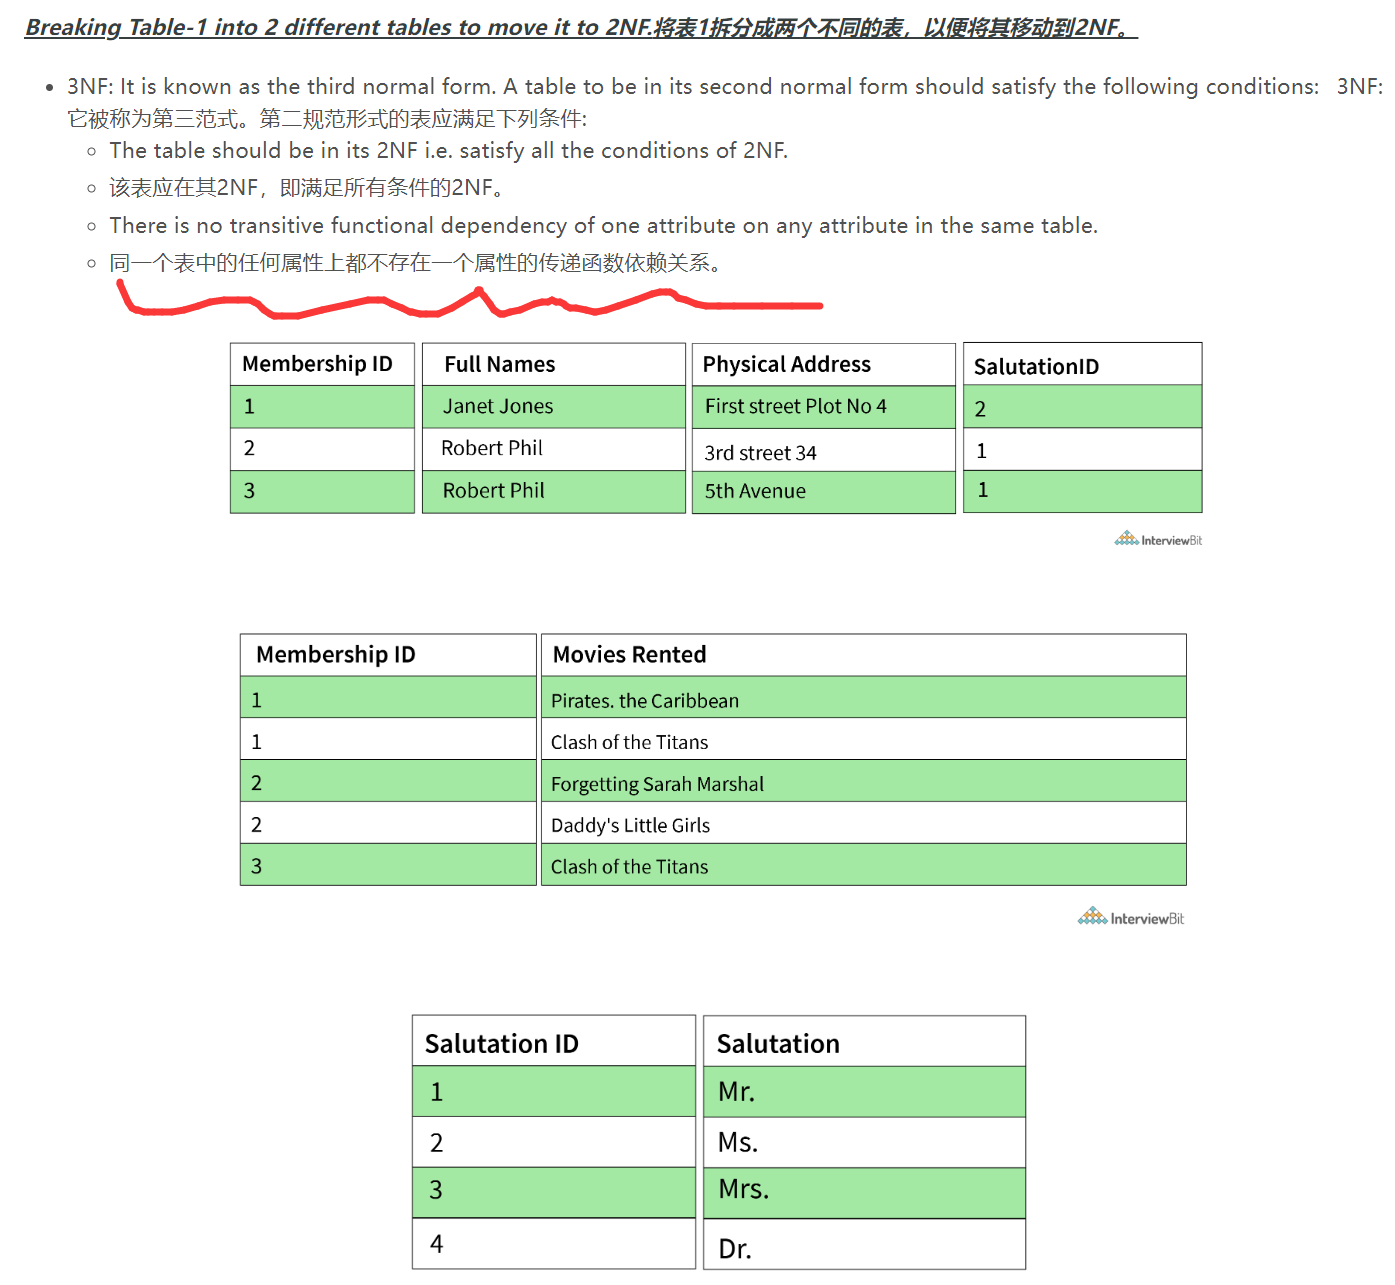 Breaking Table-1 into 2 different tables to move it to 2NF.将表1拆分成两个不同的表，以便将其移动到2NF。
3NF: It is known as the third normal form. A table to be in its second normal form should satisfy the following conditions: 3NF:
它被称为第三范式。第二规范形式的表应满足下列条件:
The table should be in its 2NF i.e. satisfy all the conditions of 2NF.
该表应在其2NF，即满足所有条件的2NF。
There is no transitive functional dependency of one attribute on any attribute in the same table.
同一个表中的任何属性上都不存在一个属性的传递函数依赖关系。
Membership ID Full Names Physical Address SalutationID
1 Janet Jones First street Plot No 4 2
2 Robert Phil 3rd street 34 1
3 Robert Phil 5th Avenue 1
InterviewBit
Membership ID Movies Rented
1 Pirates. the Caribbean
1 Clash of the Titans
2 Forgetting Sarah Marshal
2 Daddy's Little Girls
3 Clash of the Titans
InterviewBit
Salutation ID Salutation
1 Mr.
2 Ms.
3 Mrs.
4 Dr.